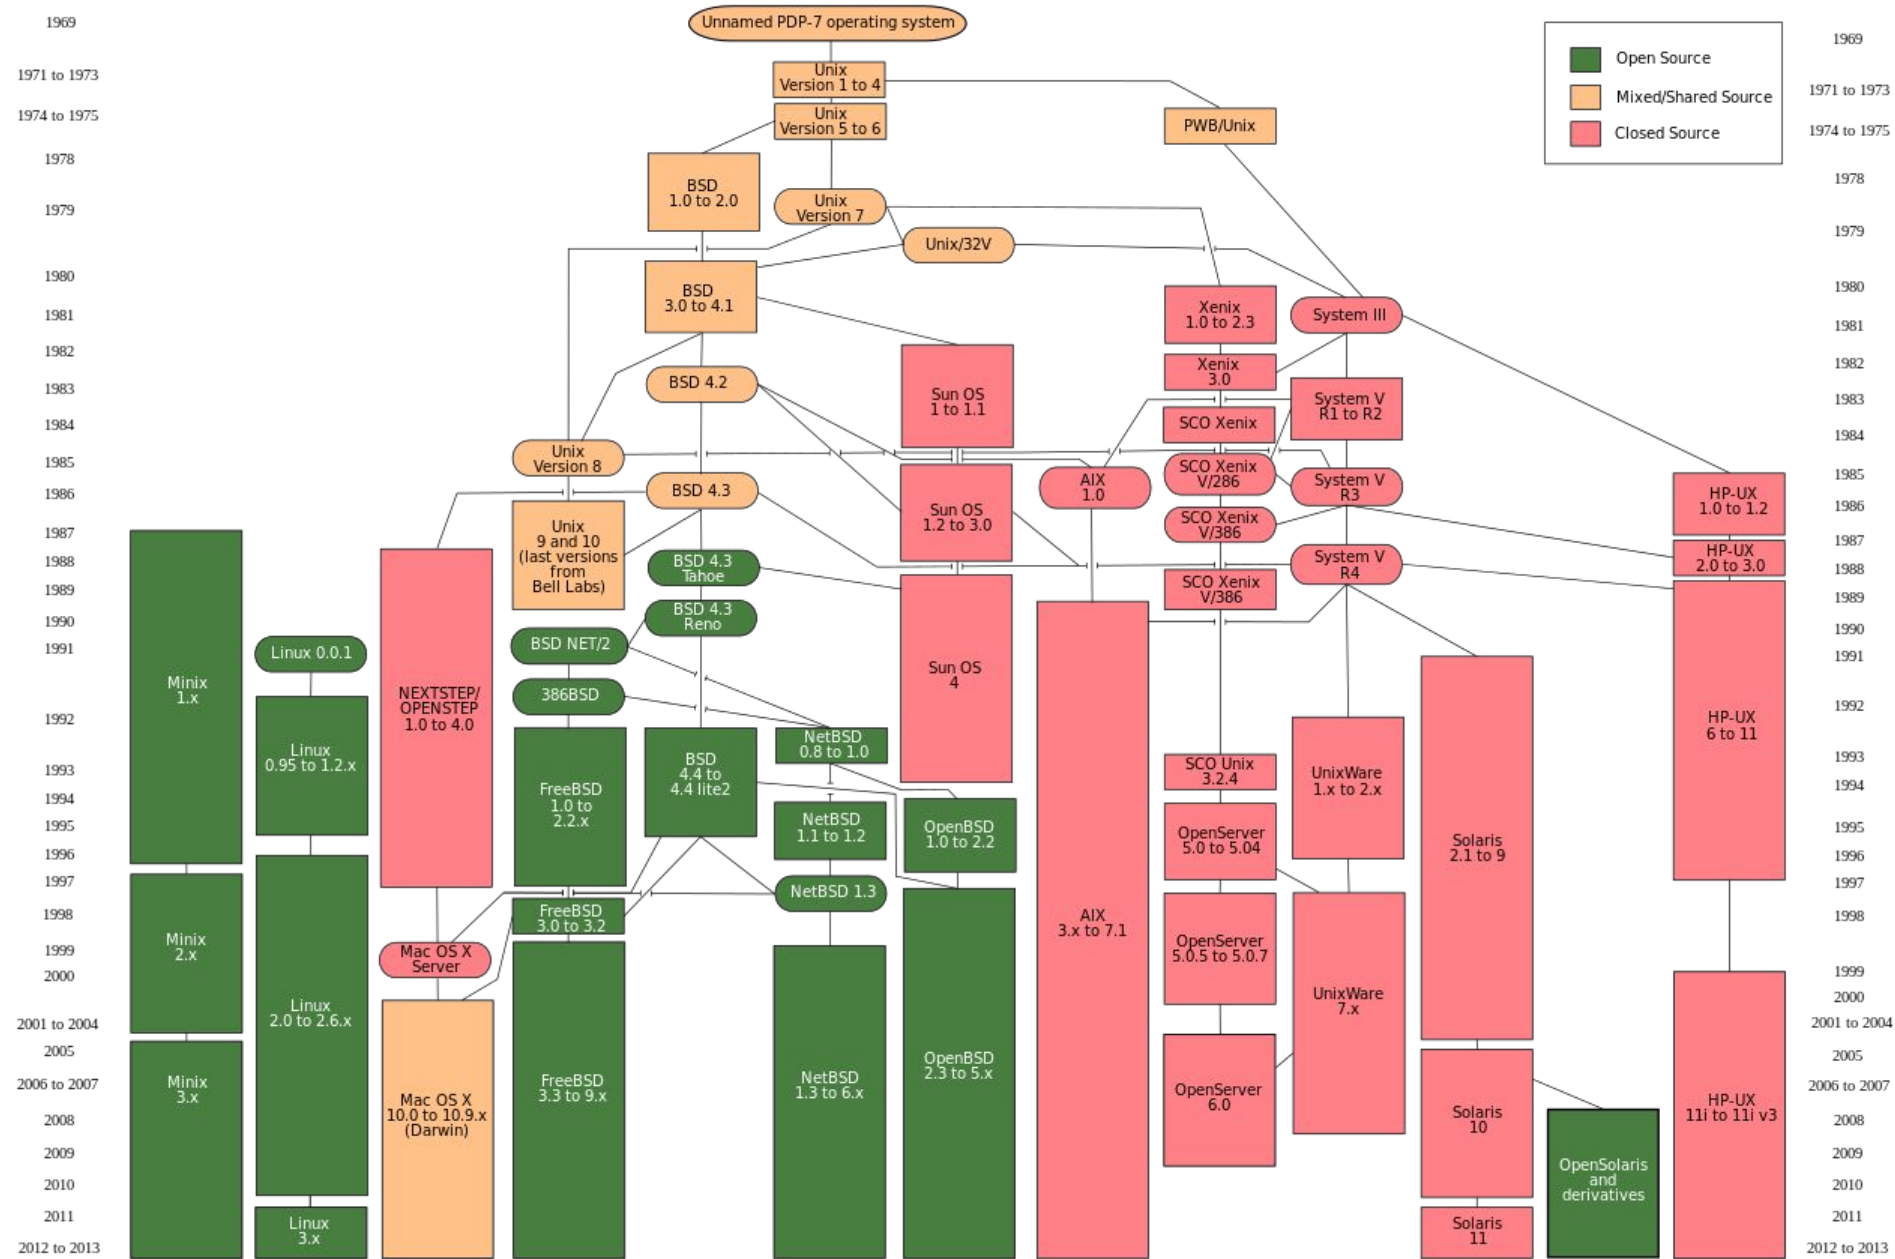 1969
1971 to 1973
1974 to 1975
1978
1979
1980
1981
1982
1983
1984
1985
1986
1987
1988
1989
1990
1991
1992
1993
1994
1995
1996
1997
1998
1999
2000
2001 to 2004
2005
2006 to 2007
2008
2009
2010
2011
2012 to 2013
Unnamed PDP-7 operating system
Unix
Version 1 to 4
Unix
Version 5 to 6
PWB/Unix
BSD
1.0 to 2.0
Unix
Version 7
Unix/32V
BSD
3.0 to 4.1
Xenix
1.0 to 2.3
System III
Xenix
3.0
BSD 4.2
Sun OS
1 to 1.1
System V
R1 to R2
SCO Xenix
Unix
Version 8
SCO Xenix
V/286
AIX
1.0
System V
R3
BSD 4.3
Sun OS
1.2 to 3.0
HP-UX
1.0 to 1.2
SCO Xenix
V/386
Unix
9 and 10
(last versions
from
Bell Labs)
HP-UX
2.0 to 3.0
BSD 4.3
Tahoe
System V
R4
SCO Xenix
V/386
BSD 4.3
Reno
BSD NET/2
Linux 0.0.1
Minix
1.x
386BSD
NEXTSTEP/
OPENSTEP
1.0 to 4.0
Sun OS
4
HP-UX
6 to 11
Linux
0.95 to 1.2.x
NetBSD
0.8 to 1.0
BSD
4.4 to
4.4 lite2
SCO Unix
3.2.4
UnixWare
1.x to 2.x
FreeBSD
1.0 to
2.2.x
NetBSD
1.1 to 1.2
OpenBSD
1.0 to 2.2
OpenServer
5.0 to 5.04
Solaris
2.1 to 9
NetBSD 1.3
FreeBSD
3.0 to 3.2
AIX
3.x to 7.1
Minix
2.x
Mac OS X
Server
OpenServer
5.0.5 to 5.0.7
Linux
2.0 to 2.6.x
UnixWare
7.x
OpenBSD
2.3 to 5.x
Minix
3.x
FreeBSD
3.3 to 9.x
NetBSD
1.3 to 6.x
OpenServer
6.0
Mac OS X
10.0 to 10.9.x
(Darwin)
Solaris
10
HP-UX
11i to 11i v3
OpenSolaris
and
derivatives
Linux
3.x
Solaris
11
Open Source
Mixed/Shared Source
Closed Source
1969
1971 to 1973
1974 to 1975
1978
1979
1980
1981
1982
1983
1984
1985
1986
1987
1988
1989
1990
1991
1992
1993
1994
1995
1996
1997
1998
1999
2000
2001 to 2004
2005
2006 to 2007
2008
2009
2010
2011
2012 to 2013